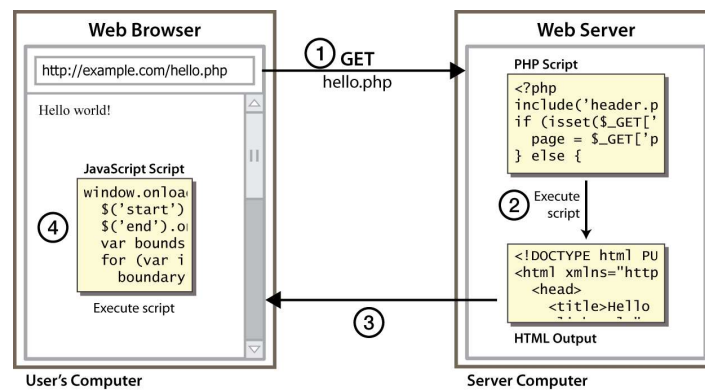 Web Browser
http://example.com/hello.php
Hello world!
JavaScript Script
window.onloa
$('start')
$('end').o
var bounds
for (var i
boundary
4
Execute script
User's Computer
1 GET
hello.php
3
Web Server
PHP Script
<?php
include('header.p
if (isset($_GET['
page = $_GET['p
} else {
2
Execute
script
<!DOCTYPE html PU
<html xmlns="http
<head>
<title>Hello
HTML Output
Server Computer